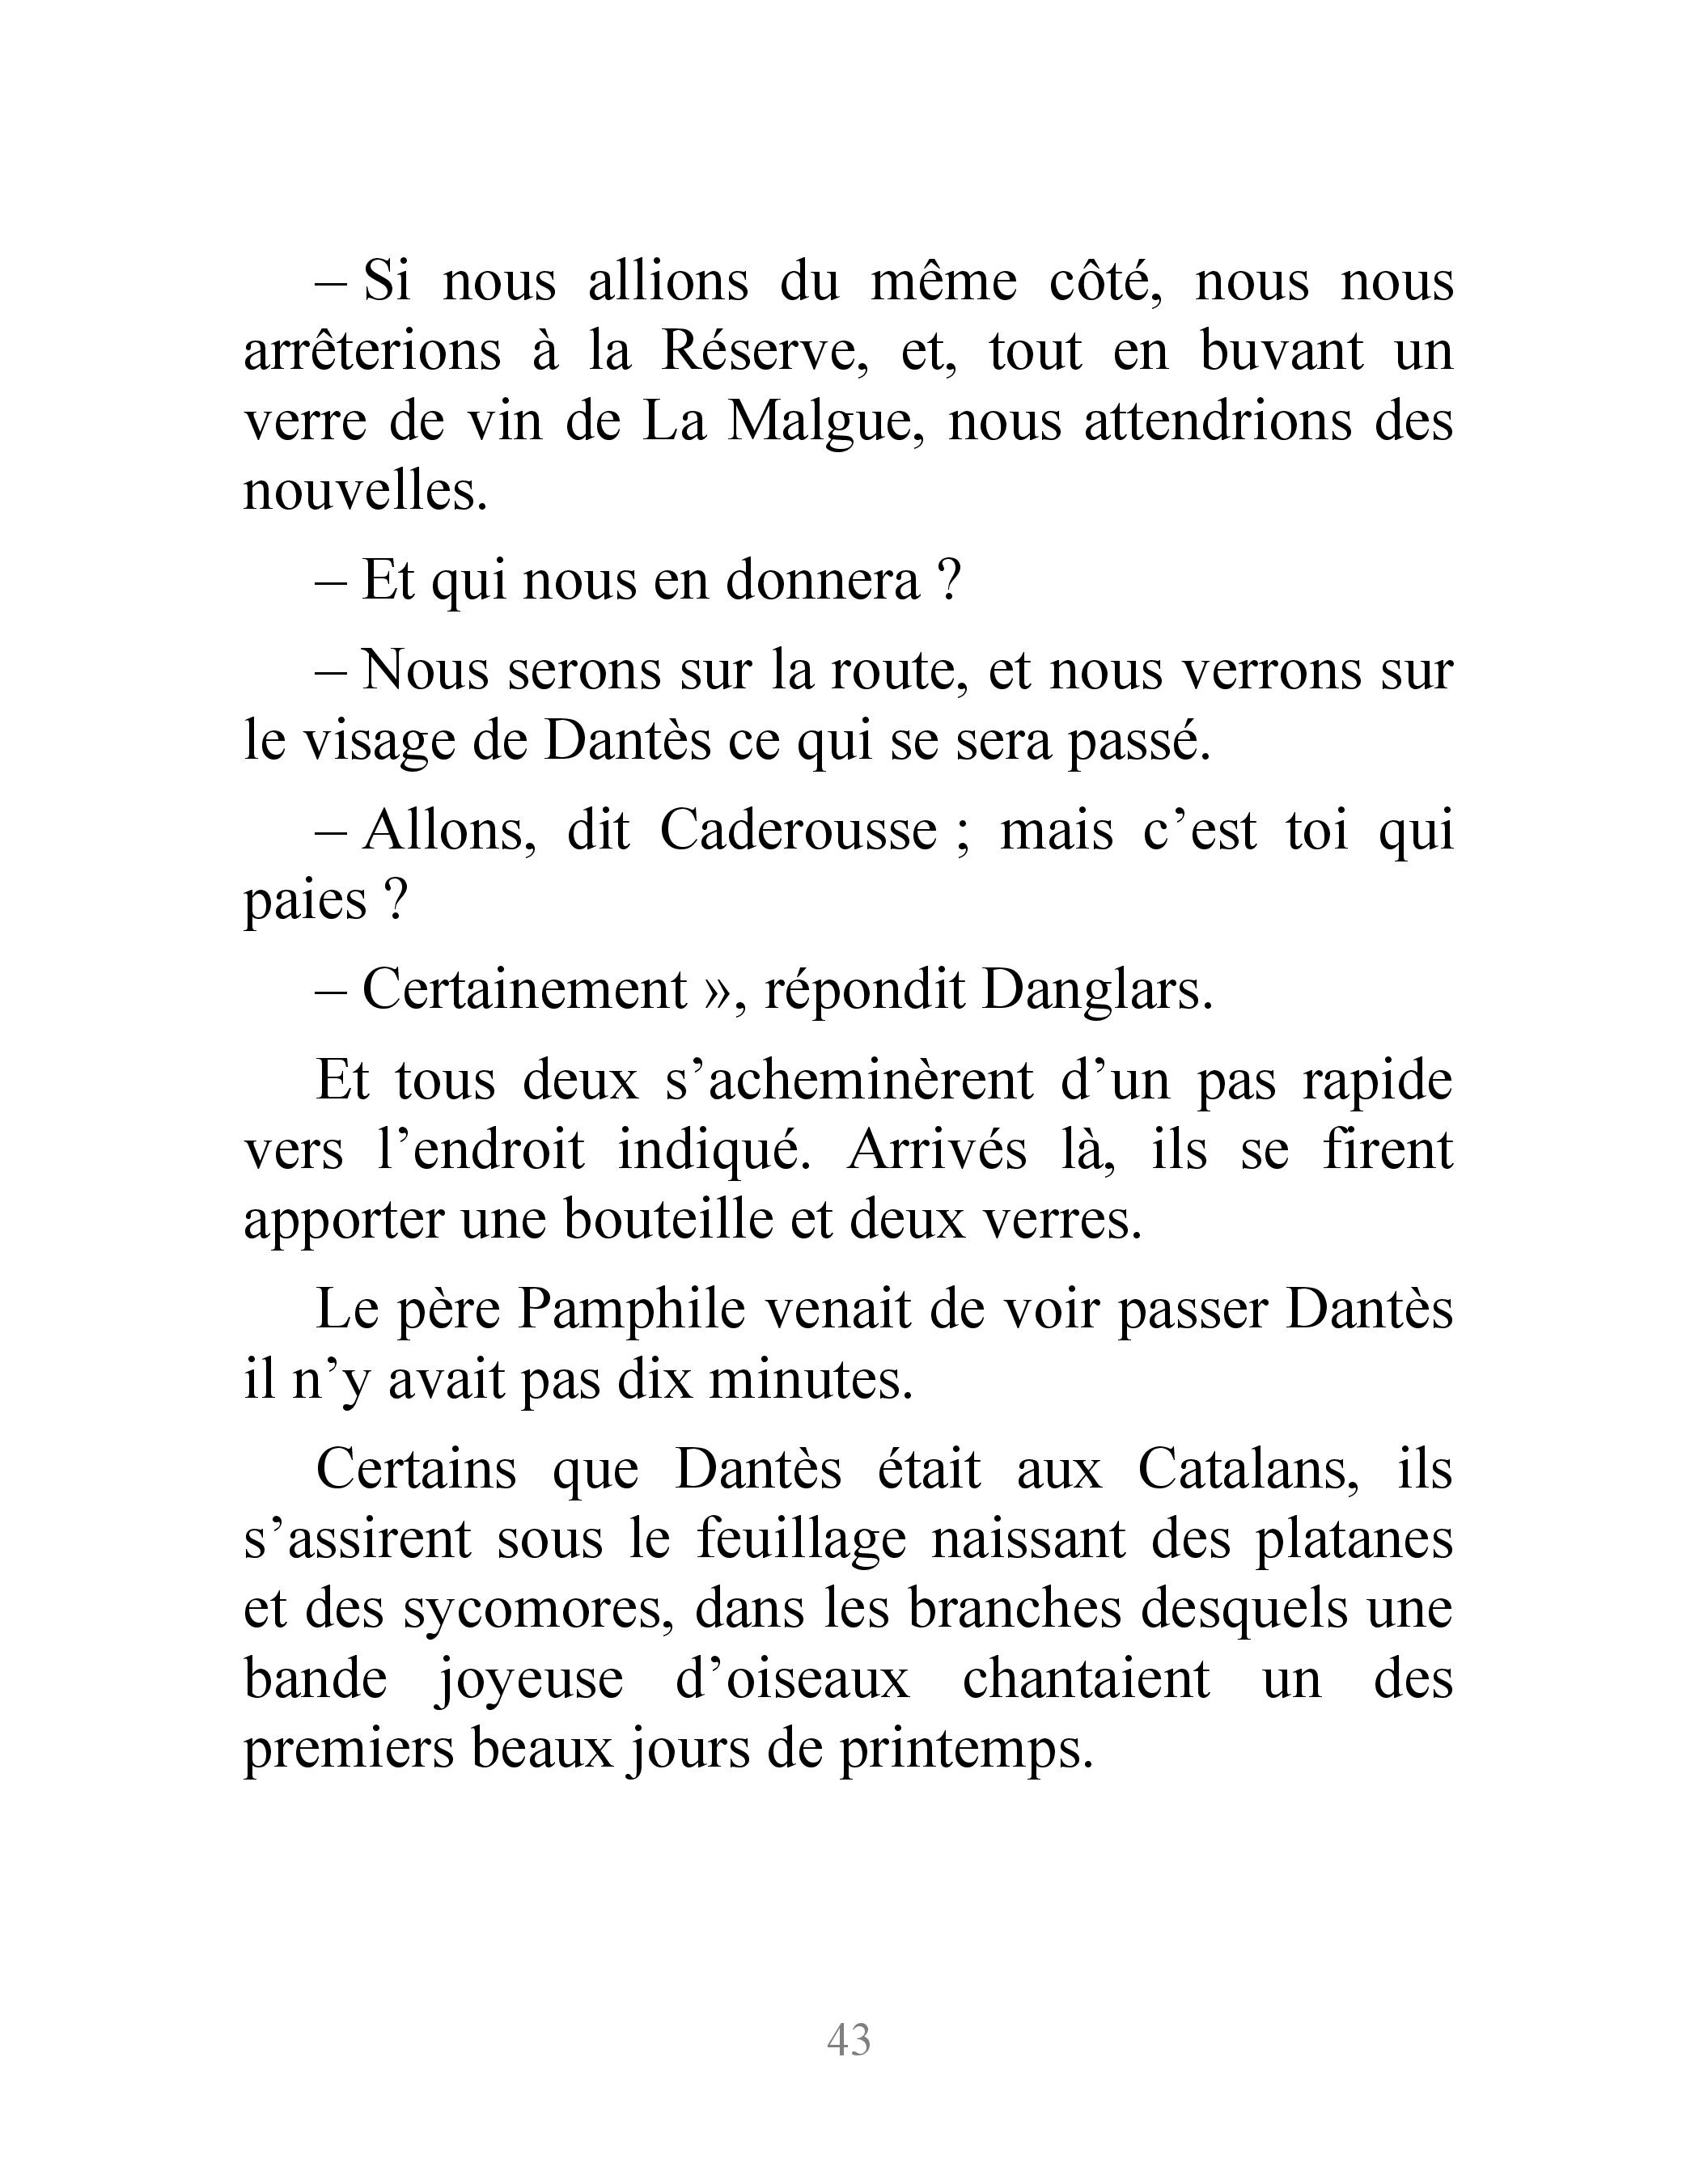 – Si nous allions du même côté, nous nous
arrêterions à la Réserve, et, tout en buvant un
verre de vin de La Malgue, nous attendrions des
nouvelles.
– Et qui nous en donnera ?
– Nous serons sur la route, et nous verrons sur
le visage de Dantès ce qui se sera passé.
– Allons, dit Caderousse ; mais c’est toi qui
paies ?
– Certainement », répondit Danglars.
Et tous deux s’acheminèrent d’un pas rapide
vers l’endroit indiqué. Arrivés là, ils se firent
apporter une bouteille et deux verres.
Le père Pamphile venait de voir passer Dantès
il n’y avait pas dix minutes.
Certains que Dantès était aux Catalans, ils
s’assirent sous le feuillage naissant des platanes
et des sycomores, dans les branches desquels une
bande joyeuse d’oiseaux chantaient un des
premiers beaux jours de printemps.
43